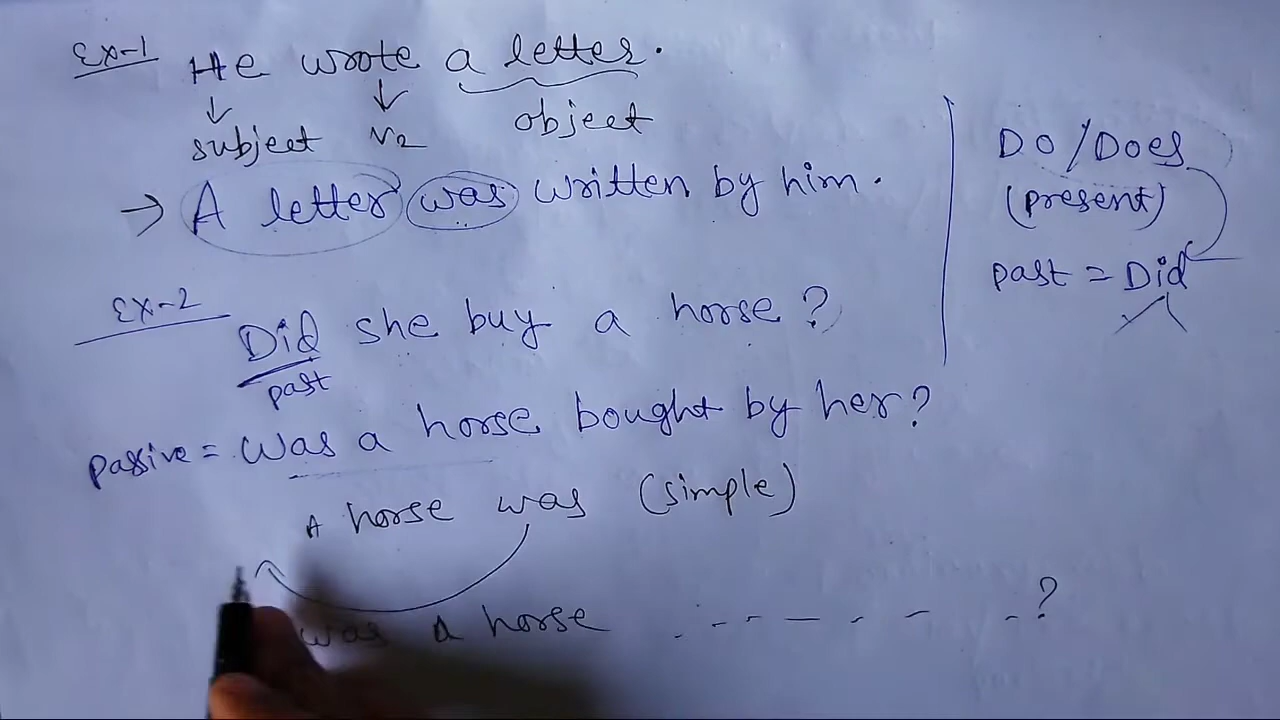 Ex-1 He wrote a letter.
subject V2 object
→ A letter was written by him.
Ex-2
Did she buy a horse?
past
passive = Was a horse bought by her?
A horse was (simple)
was a horse - - - - - - - ?
Do/Does
(present)
past = Did